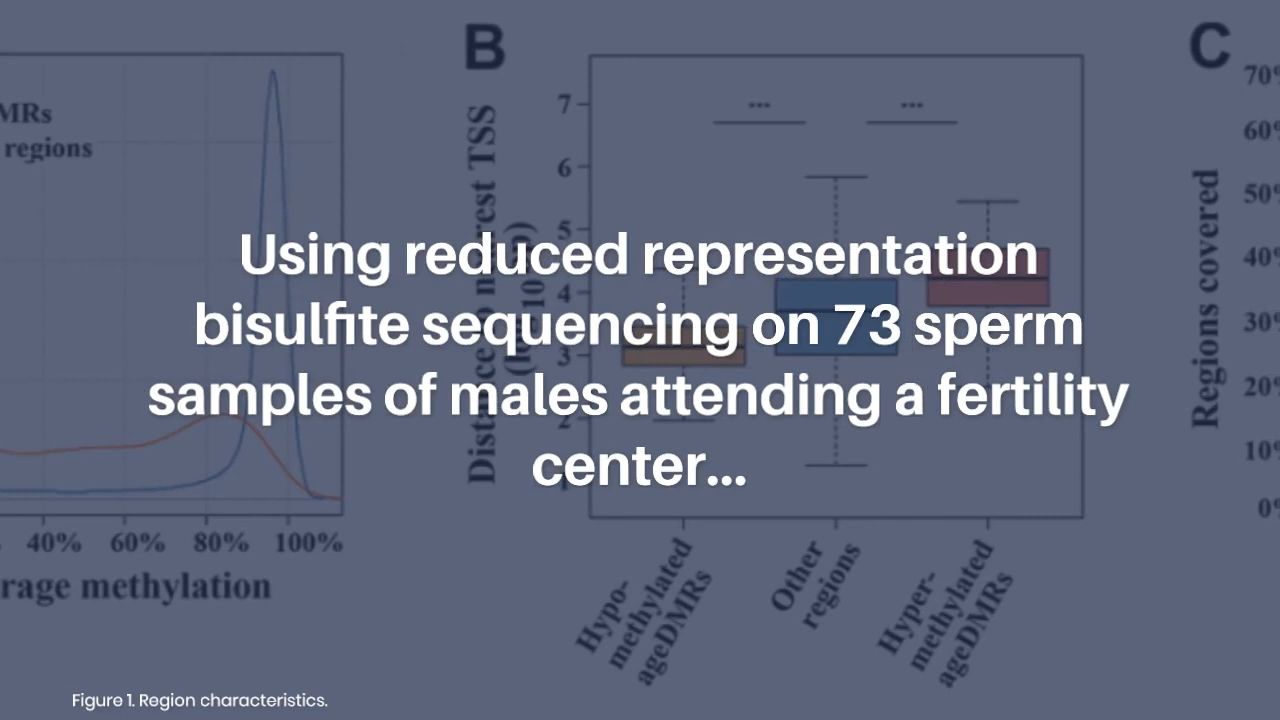 B
C
MRs
regions
7
6
5
4
3
2
70%
60%
50%
40%
30%
20%
10%
0%
Regions covered
Using reduced representation
bisulfite sequencing on 73 sperm
samples of males attending a fertility
center...
40% 60% 80% 100%
rage methylation
Hypo-
methylated
ageDMRs
Other
regions
Hyper-
methylated
ageDMRs
Figure 1. Region characteristics.